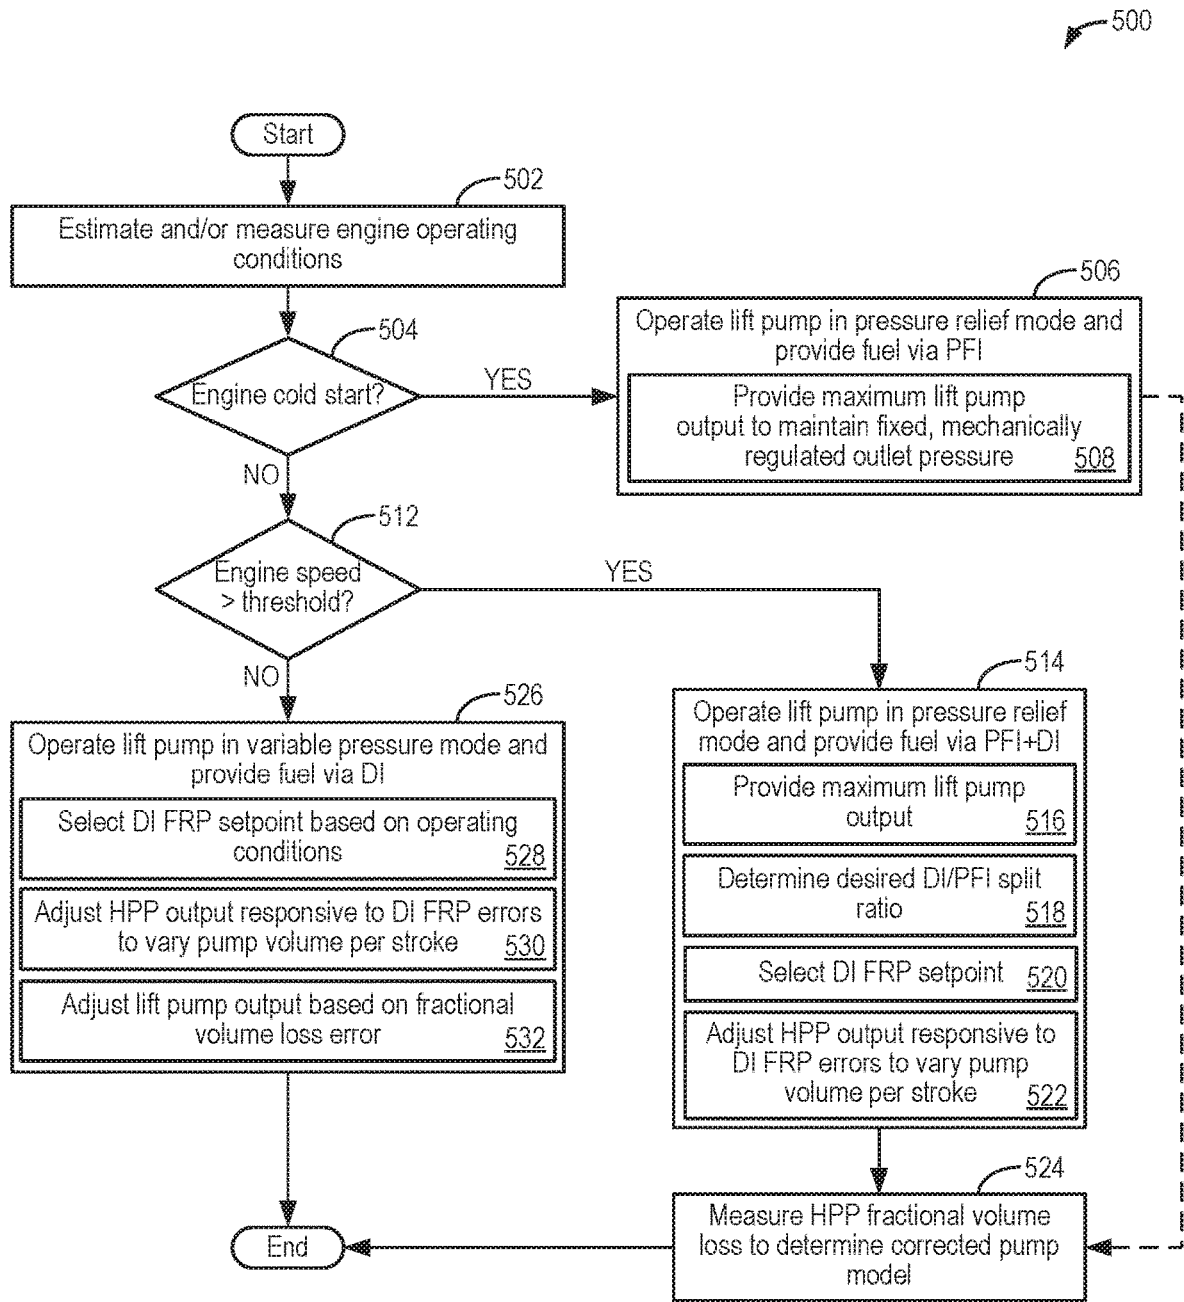 500
Start
502
Estimate and/or measure engine operating
conditions
504
Engine cold start?
YES
NO
506
Operate lift pump in pressure relief mode and
provide fuel via PFI
Provide maximum lift pump
output to maintain fixed, mechanically
regulated outlet pressure 508
512
Engine speed
> threshold?
YES
NO
514
Operate lift pump in pressure relief
mode and provide fuel via PFI+DI
Provide maximum lift pump
output 516
Determine desired DI/PFI split
ratio 518
Select DI FRP setpoint 520
Adjust HPP output responsive to
DI FRP errors to vary pump
volume per stroke 522
526
Operate lift pump in variable pressure mode and
provide fuel via DI
Select DI FRP setpoint based on operating
conditions 528
Adjust HPP output responsive to DI FRP errors
to vary pump volume per stroke 530
Adjust lift pump output based on fractional
volume loss error 532
524
Measure HPP fractional volume
loss to determine corrected pump
model
End